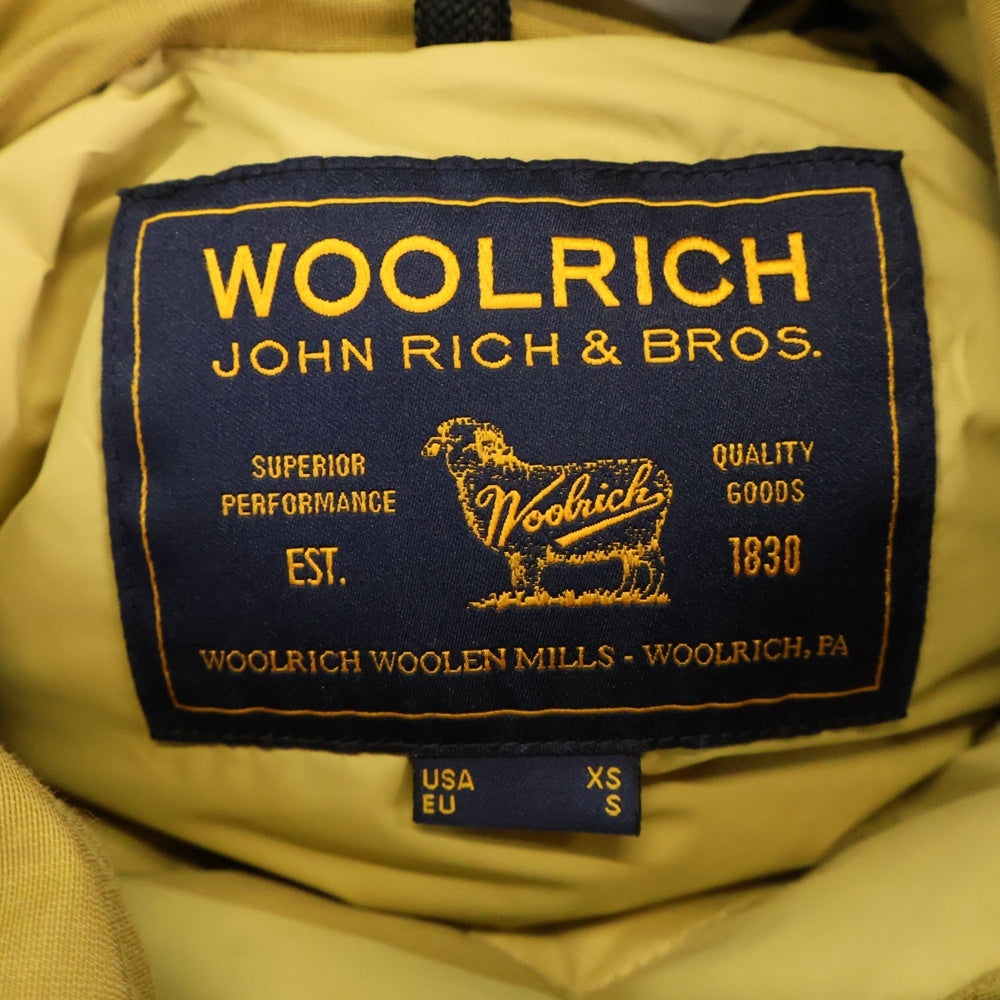 WOOLRICH
JOHN RICH & BROS.
SUPERIOR
PERFORMANCE
EST.
Woolrich
QUALITY
GOODS
1830
WOOLRICH WOOLEN MILLS - WOOLRICH, PA
USA XS
EU S